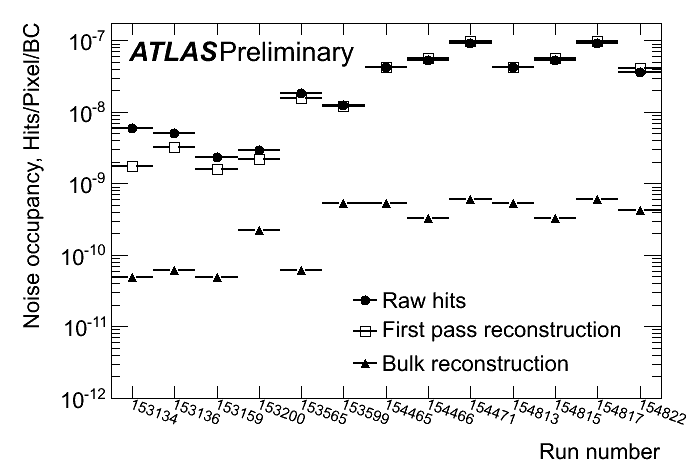 ATLAS Preliminary
Noise occupancy, Hits/Pixel/BC
10^-7
10^-8
10^-9
10^-10
10^-11
10^-12
Raw hits
First pass reconstruction
Bulk reconstruction
153134 153136 153159 153200 153565 153599 154465 154466 154471 154813 154815 154817 154822
Run number